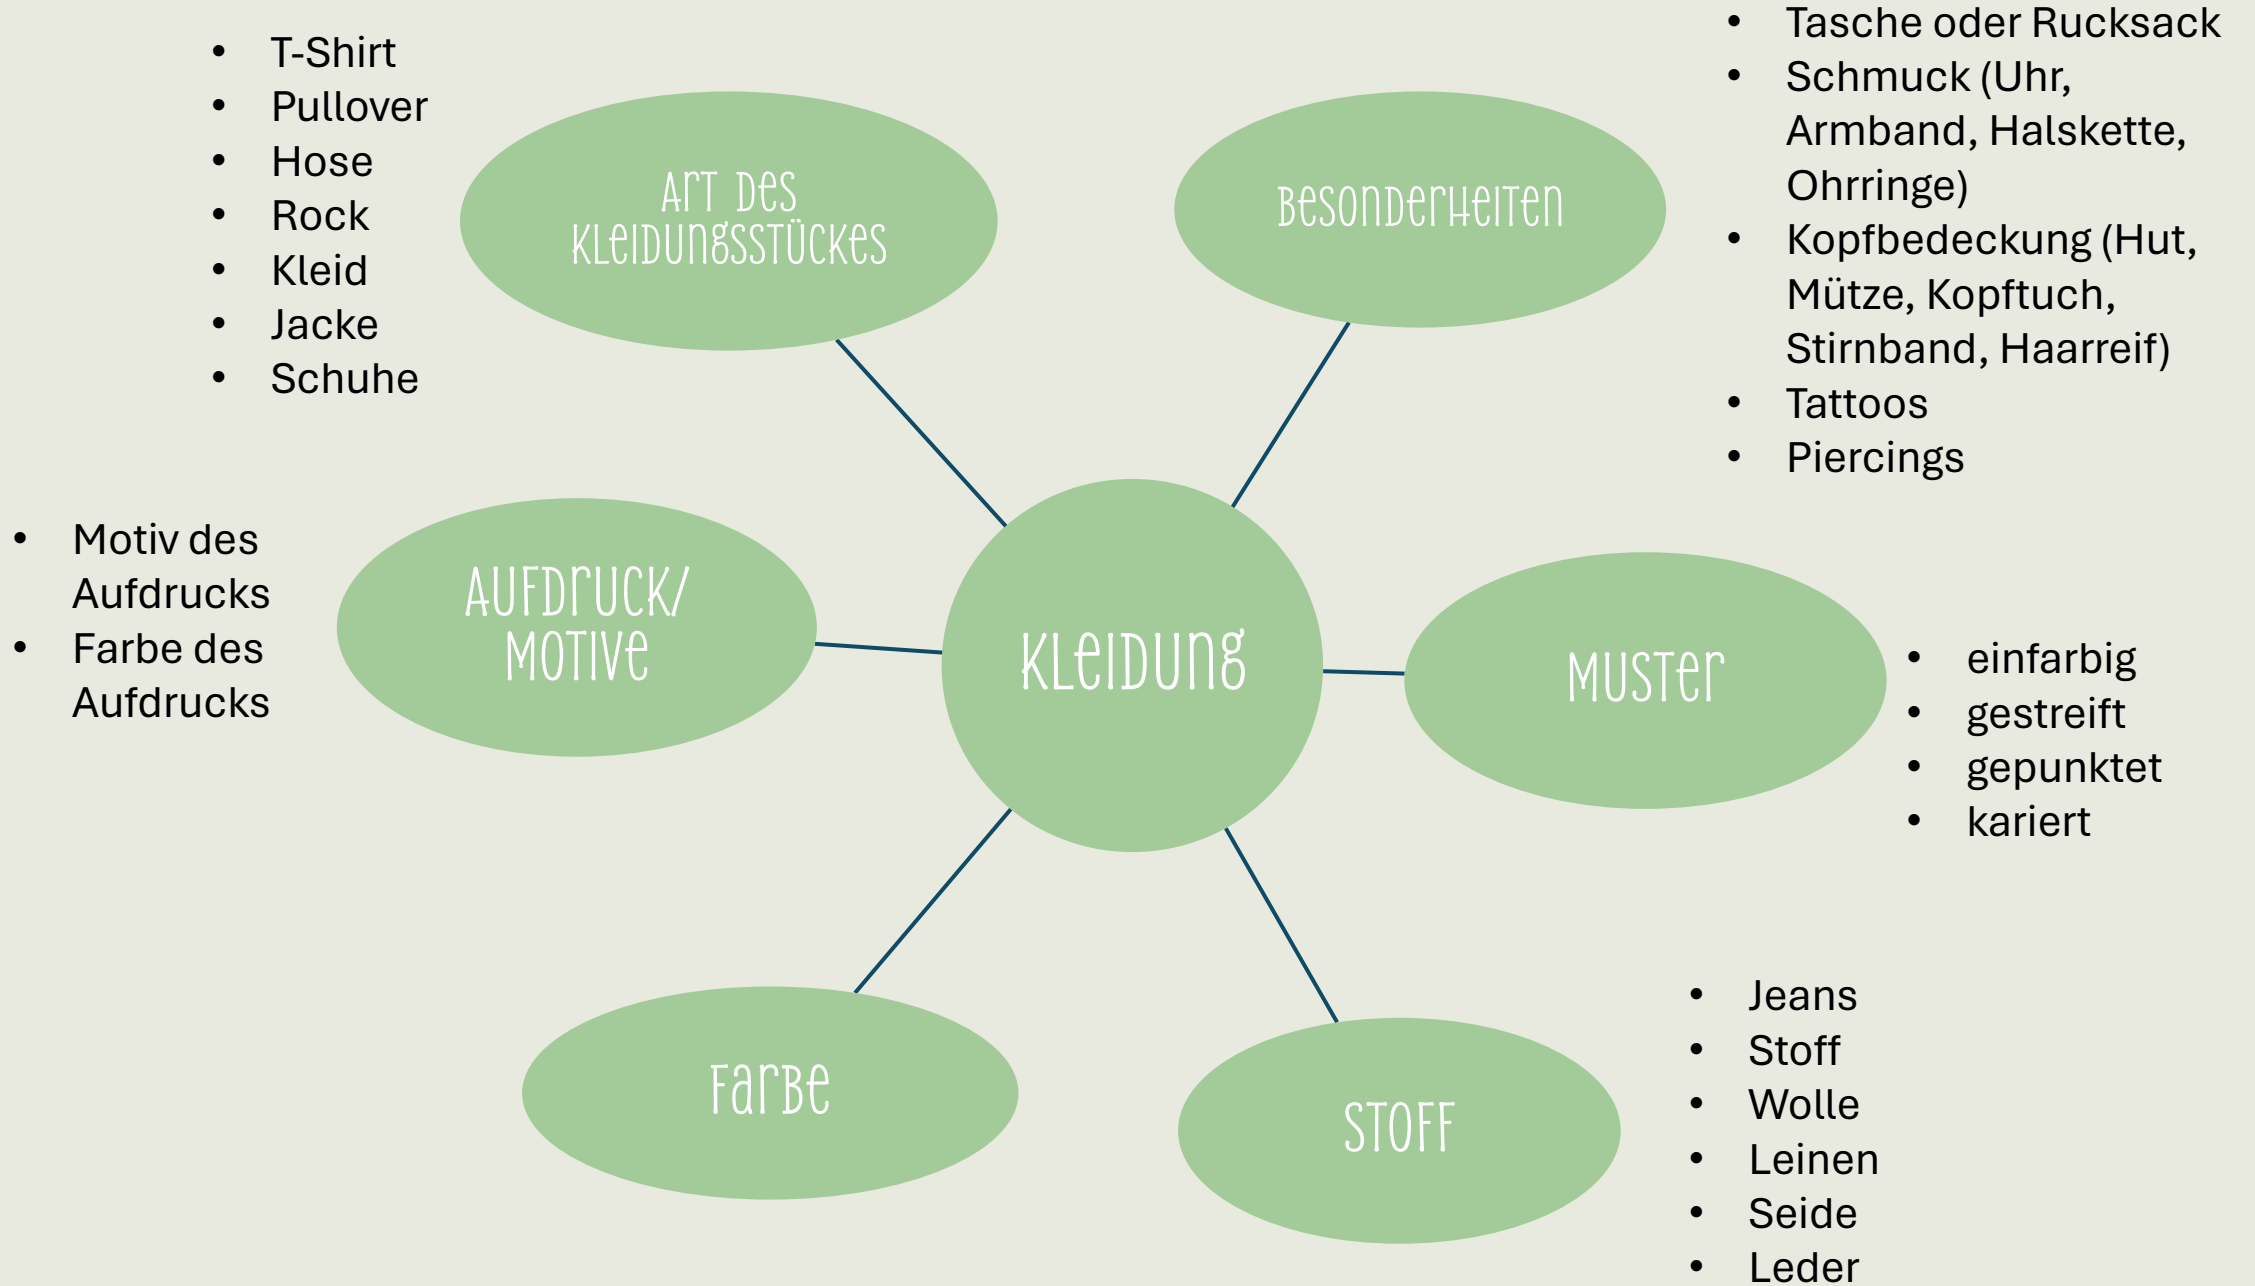 • T-Shirt
• Pullover
• Hose
• Rock
• Kleid
• Jacke
• Schuhe
Art des
Kleidungsstückes
Besonderheiten
• Tasche oder Rucksack
• Schmuck (Uhr,
Armband, Halskette,
Ohrringe)
• Kopfbedeckung (Hut,
Mütze, Kopftuch,
Stirnband, Haarreif)
• Tattoos
• Piercings
• Motiv des
Aufdrucks
• Farbe des
Aufdrucks
Aufdruck/
Motive
Kleidung
Muster
• einfarbig
• gestreift
• gepunktet
• kariert
Farbe
Stoff
• Jeans
• Stoff
• Wolle
• Leinen
• Seide
• Leder